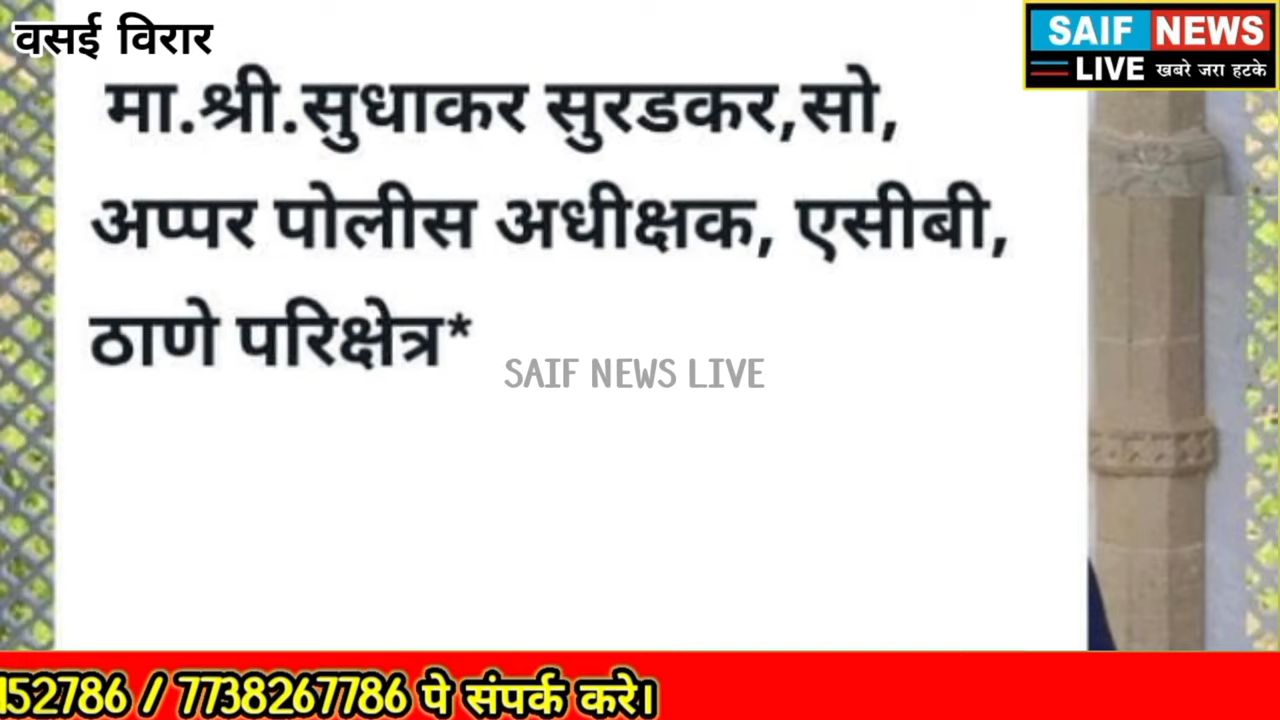 वसई विरार
SAIF NEWS
LIVE खबरे जरा हटके
मा.श्री.सुधाकर सुरडकर,सो,
अप्पर पोलीस अधीक्षक, एसीबी,
ठाणे परिक्षेत्र*
SAIF NEWS LIVE
452786 / 7738267786 पे संपर्क करे।